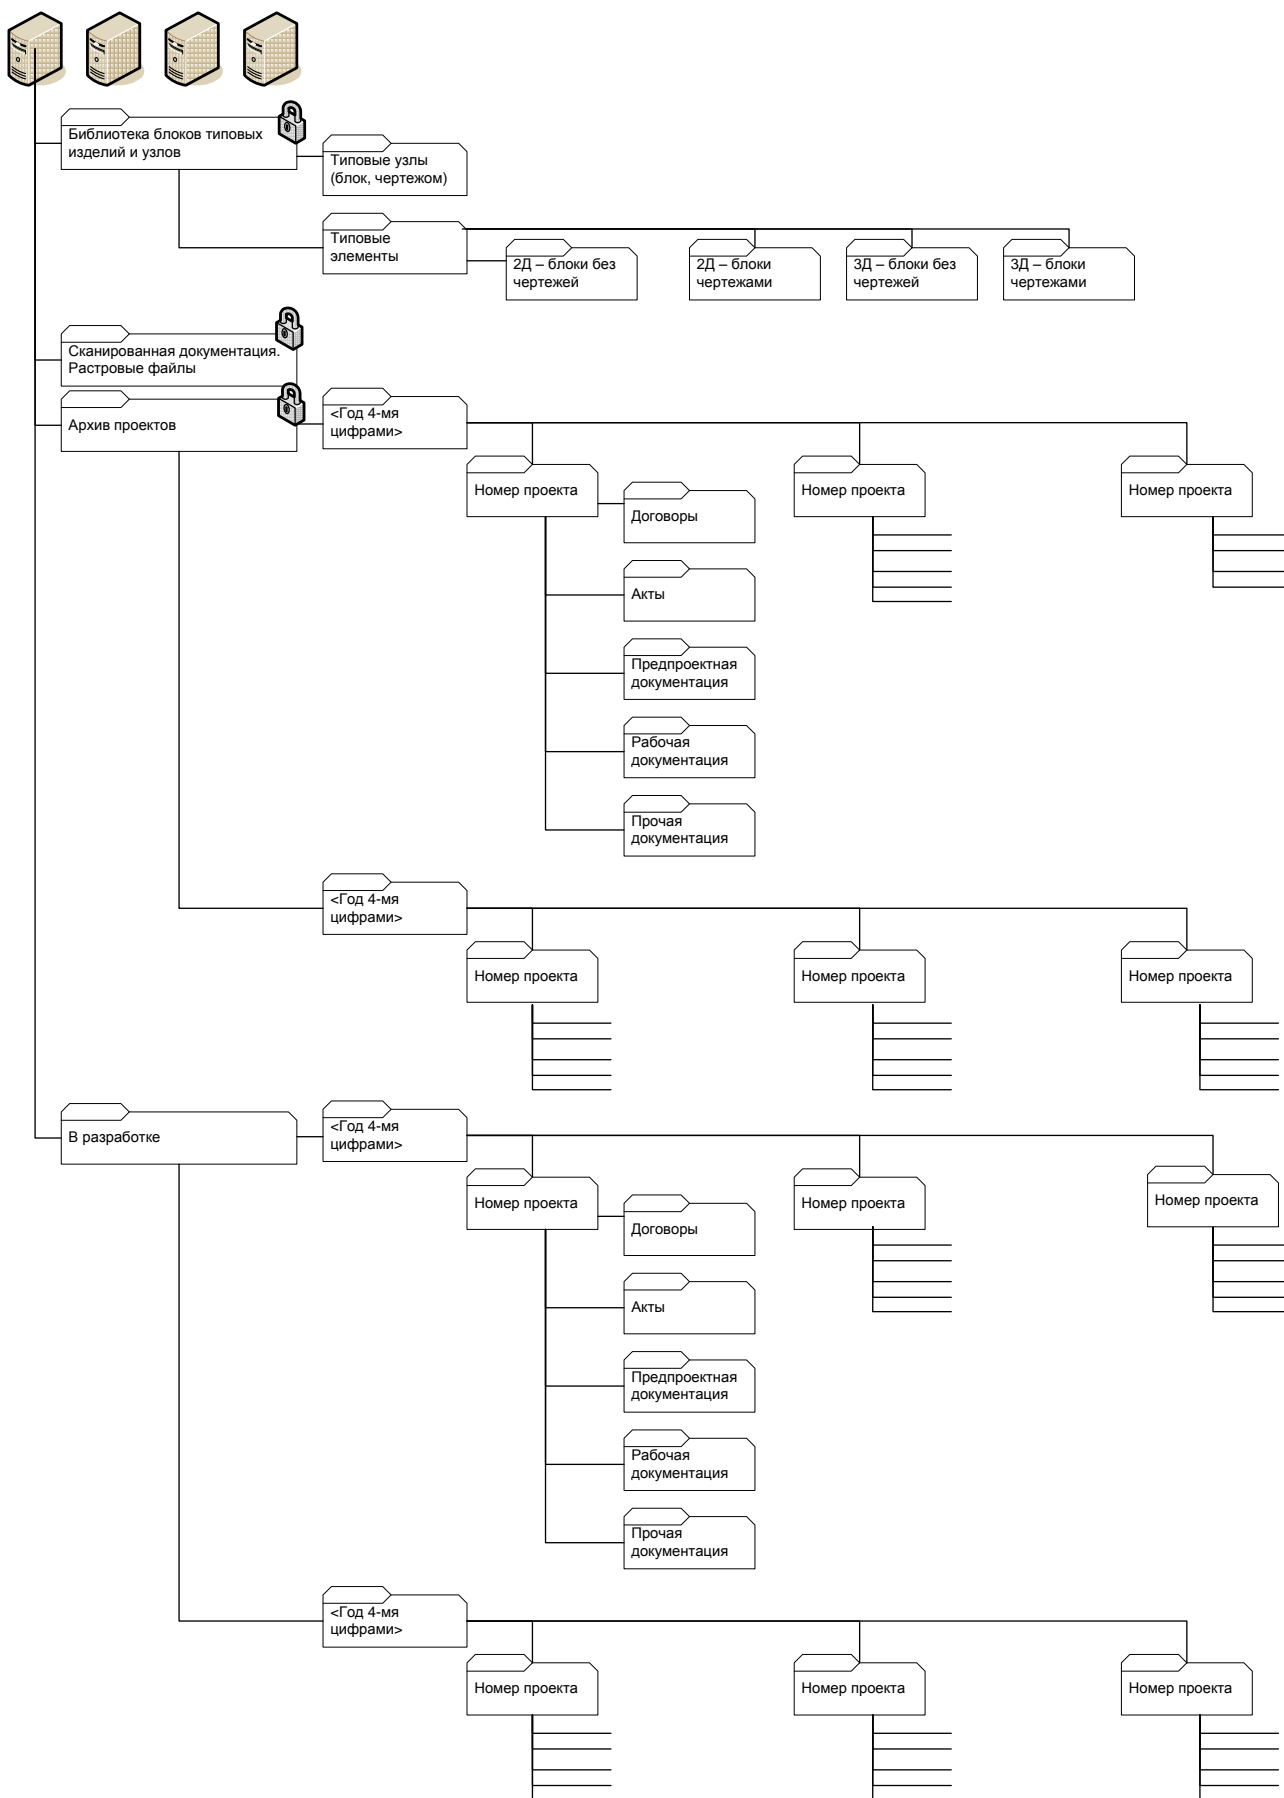 Библиотека блоков типовых
изделий и узлов
Типовые узлы
(блок, чертежом)
Типовые
элементы
2Д – блоки без
чертежей
2Д – блоки
чертежами
3Д – блоки без
чертежей
3Д – блоки
чертежами
Сканированная документация.
Растровые файлы
Архив проектов
<Год 4-мя
цифрами>
Номер проекта
Номер проекта
Номер проекта
Договоры
Акты
Предпроектная
документация
Рабочая
документация
Прочая
документация
<Год 4-мя
цифрами>
Номер проекта
Номер проекта
Номер проекта
В разработке
<Год 4-мя
цифрами>
Номер проекта
Номер проекта
Номер проекта
Договоры
Акты
Предпроектная
документация
Рабочая
документация
Прочая
документация
<Год 4-мя
цифрами>
Номер проекта
Номер проекта
Номер проекта